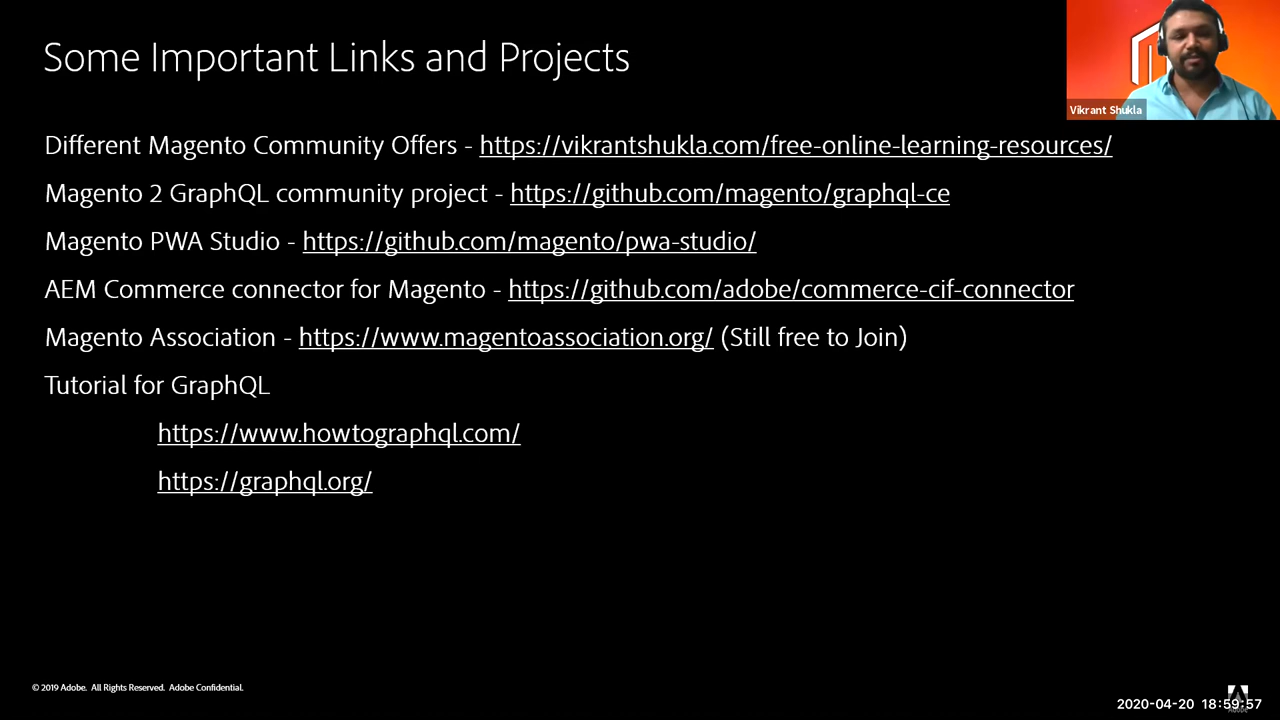 Some Important Links and Projects
Vikrant Shukla
Different Magento Community Offers - https://vikrantshukla.com/free-online-learning-resources/
Magento 2 GraphQL community project - https://github.com/magento/graphql-ce
Magento PWA Studio - https://github.com/magento/pwa-studio/
AEM Commerce connector for Magento - https://github.com/adobe/commerce-cif-connector
Magento Association - https://www.magentoassociation.org/ (Still free to Join)
Tutorial for GraphQL
https://www.howtographql.com/
https://graphql.org/
© 2019 Adobe. All Rights Reserved. Adobe Confidential.
2020-04-20 18:59:57
Adobe